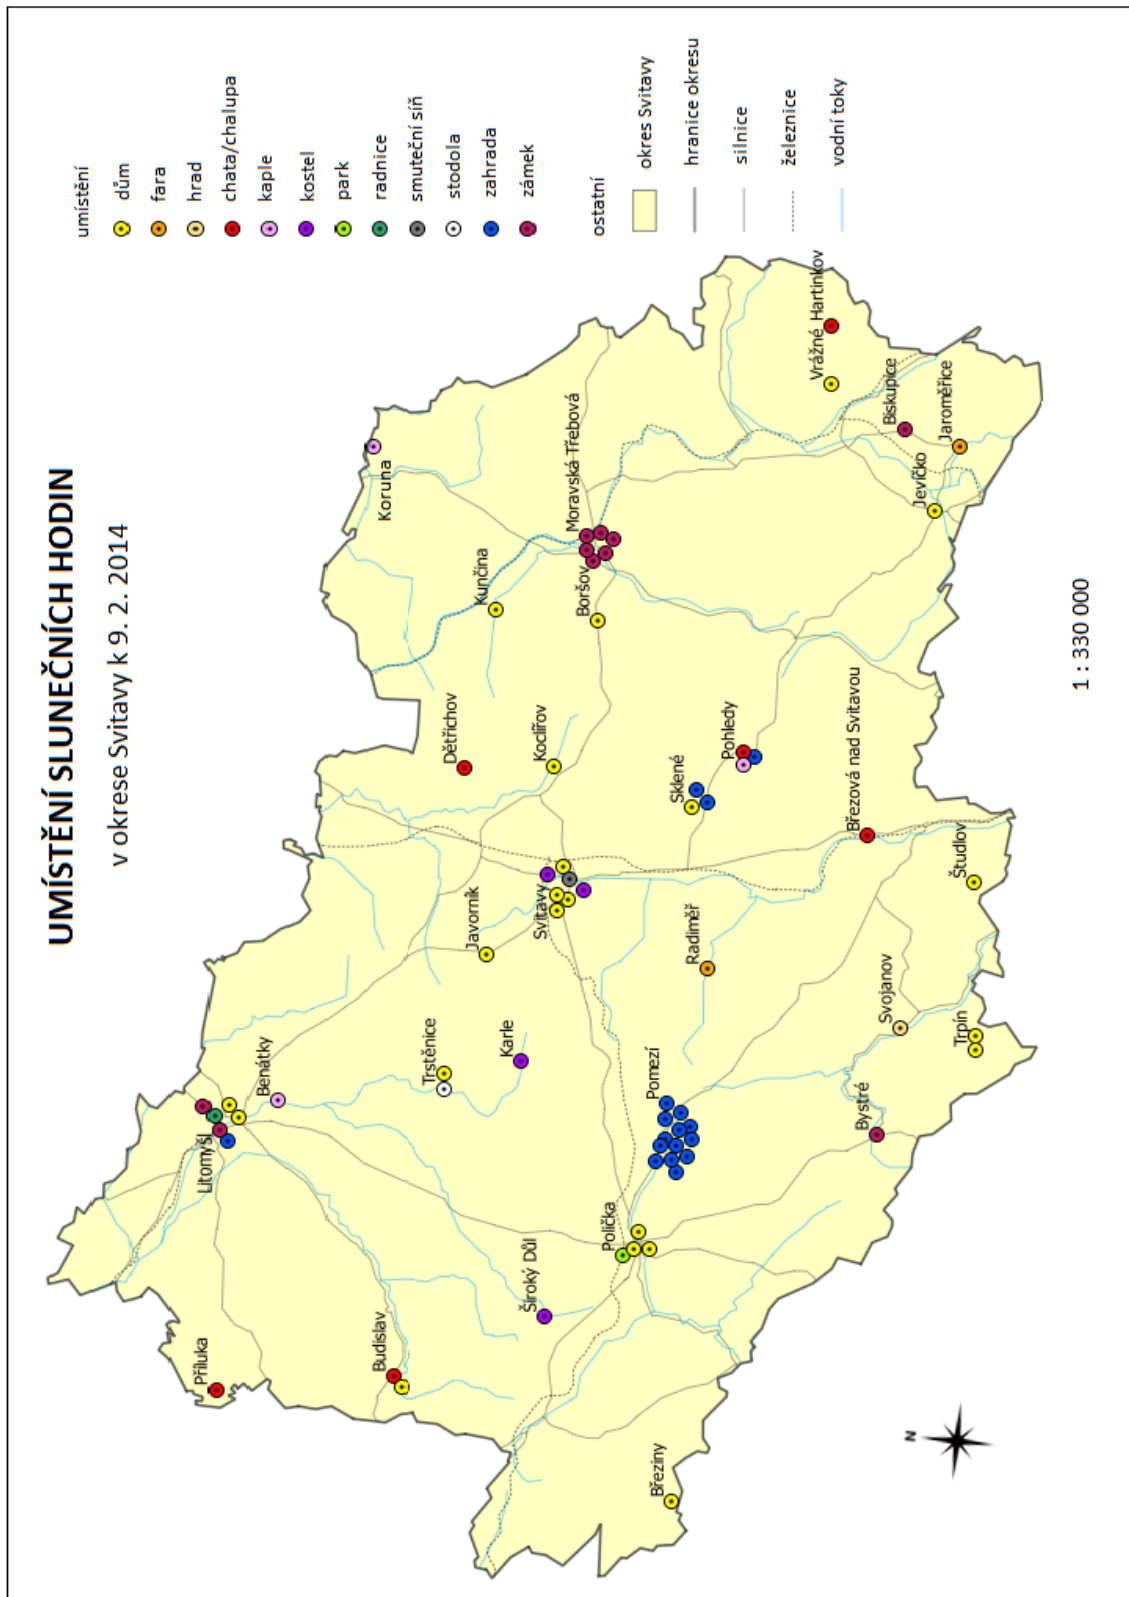 UMÍSTĚNÍ SLUNEČNÍCH HODIN
v okrese Svitavy k 9. 2. 2014
umístění
dům
fara
hrad
chata/chalupa
kaple
kostel
park
radnice
smuteční síň
stodola
zahrada
zámek
ostatní
okres Svitavy
hranice okresu
silnice
železnice
vodní toky
Příluka
Litomyšl
Benátky
Budislav
Trstěnice
Karle
Široký Důl
Javorník
Svitavy
Dětřichov
Koclířov
Koruna
Kunčina
Boršov
Moravská Třebová
Polička
Pomezí
Březiny
Radiměř
Sklené
Pohledy
Vrážné
Hartinkov
Biskupice
Jaroměřice
Jevíčko
Březová nad Svitavou
Bystré
Svojanov
Trpín
Študlov
N
1 : 330 000